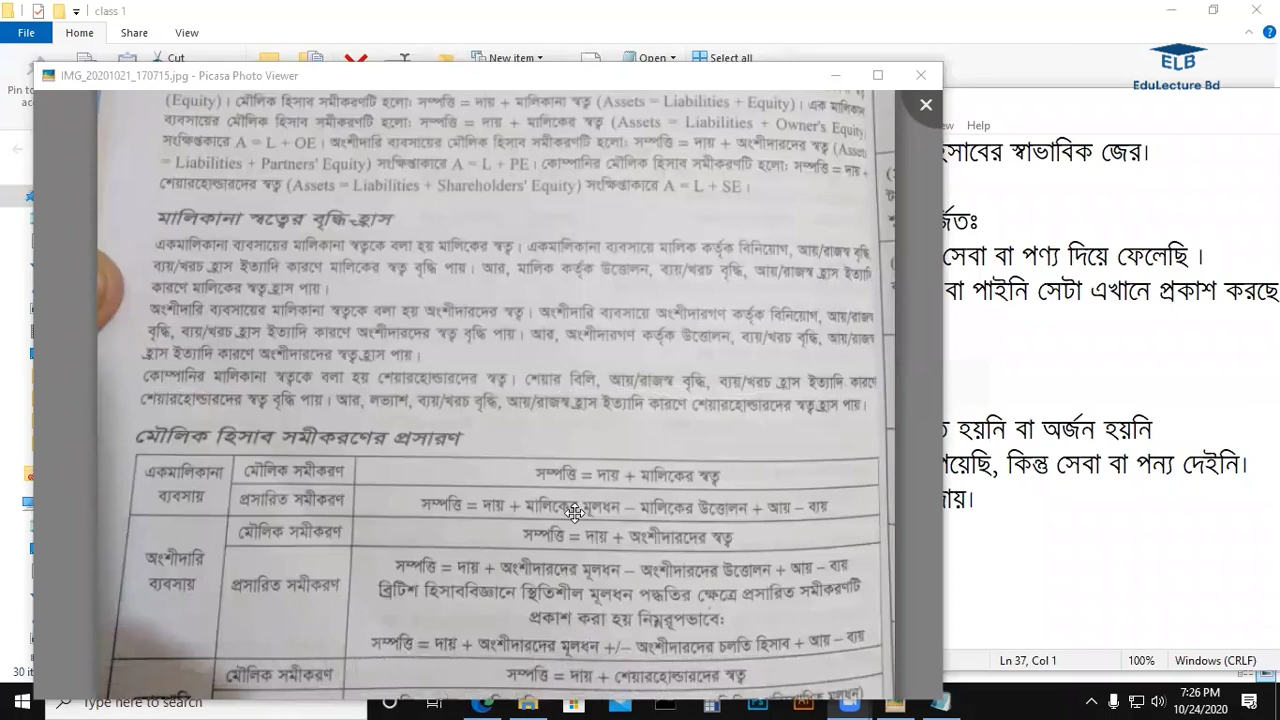 class 1
File Home Share View
Cut
New item
Open
Select all
Pin to
30 it
IMG_20201021_170715.jpg - Picasa Photo Viewer
ELB
EduLecture Bd
(Equity)। মৌলিক হিসাব সমীকরণটি হলো: সম্পত্তি = দায় + মালিকানা স্বত্ব (Assets = Liabilities + Equity)। এক মালিকানা
ব্যবসায়ের মৌলিক হিসাব সমীকরণটি হলো: সম্পত্তি = দায় + মালিকের স্বত্ব (Assets = Liabilities + Owner's Equity
সংক্ষিপ্তকারে A = L + OE। অংশীদারি ব্যবসায়ের মৌলিক হিসাব সমীকরণটি হলো: সম্পত্তি = দায় + অংশীদারদের স্বত্ব (Assets
= Liabilities + Partners' Equity) সংক্ষিপ্তকারে A = L + PE। কোম্পানির মৌলিক হিসাব সমীকরণটি হলো: সম্পত্তি = দায় +
শেয়ারহোল্ডারদের স্বত্ব (Assets = Liabilities + Shareholders' Equity) সংক্ষিপ্তকারে A = L + SE।
মালিকানা স্বত্বের বৃদ্ধি-হ্রাস
একমালিকানা ব্যবসায়ের মালিকানা স্বত্বকে বলা হয় মালিকের স্বত্ব। একমালিকানা ব্যবসায়ে মালিক কর্তৃক বিনিয়োগ, আয়/রাজস্ব বৃদ্ধি
ব্যয়/খরচ হ্রাস ইত্যাদি কারণে মালিকের স্বত্ব বৃদ্ধি পায়। আর, মালিক কর্তৃক উত্তোলন, ব্যয়/খরচ বৃদ্ধি, আয়/রাজস্ব হ্রাস ইত্যাদি
কারণে মালিকের স্বত্ব হ্রাস পায়।
অংশীদারি ব্যবসায়ের মালিকানা স্বত্বকে বলা হয় অংশীদারদের স্বত্ব। অংশীদারি ব্যবসায়ে অংশীদারগণ কর্তৃক বিনিয়োগ, আয়/রাজস্ব
বৃদ্ধি, ব্যয়/খরচ হ্রাস ইত্যাদি কারণে অংশীদারদের স্বত্ব বৃদ্ধি পায়। আর, অংশীদারগণ কর্তৃক উত্তোলন, ব্যয়/খরচ বৃদ্ধি, আয়/রাজস্ব
হ্রাস ইত্যাদি কারণে অংশীদারদের স্বত্ব হ্রাস পায়।
কোম্পানির মালিকানা স্বত্বকে বলা হয় শেয়ারহোল্ডারদের স্বত্ব। শেয়ার বিলি, আয়/রাজস্ব বৃদ্ধি, ব্যয়/খরচ হ্রাস ইত্যাদি কারণে
শেয়ারহোল্ডারদের স্বত্ব বৃদ্ধি পায়। আর, লভ্যাংশ, ব্যয়/খরচ বৃদ্ধি, আয়/রাজস্ব হ্রাস ইত্যাদি কারণে শেয়ারহোল্ডারদের স্বত্ব হ্রাস পায়।
মৌলিক হিসাব সমীকরণের প্রসারণ
একমালিকানা ব্যবসায়
মৌলিক সমীকরণ সম্পত্তি = দায় + মালিকের স্বত্ব
প্রসারিত সমীকরণ সম্পত্তি = দায় + মালিকের মূলধন – মালিকের উত্তোলন + আয় – ব্যয়
অংশীদারি ব্যবসায়
মৌলিক সমীকরণ সম্পত্তি = দায় + অংশীদারদের স্বত্ব
প্রসারিত সমীকরণ সম্পত্তি = দায় + অংশীদারদের মূলধন – অংশীদারদের উত্তোলন + আয় – ব্যয়
ব্রিটিশ হিসাববিজ্ঞানে স্থিতিশীল মূলধন পদ্ধতির ক্ষেত্রে প্রসারিত সমীকরণটি
প্রকাশ করা হয় নিম্নরূপভাবে:
সম্পত্তি = দায় + অংশীদারদের মূলধন +/– অংশীদারদের চলতি হিসাব + আয় – ব্যয়
মৌলিক সমীকরণ সম্পত্তি = দায় + শেয়ারহোল্ডারদের স্বত্ব
ew Help
হিসাবের স্বাভাবিক জের।
র্জিতঃ
সেবা বা পণ্য দিয়ে ফেলেছি ।
বা পাইনি সেটা এখানে প্রকাশ করছে
হয়নি বা অর্জন হয়নি
পেয়েছি, কিন্তু সেবা বা পন্য দেইনি।
দায়।
Ln 37, Col 1 100% Windows (CRLF)
7:26 PM
10/24/2020